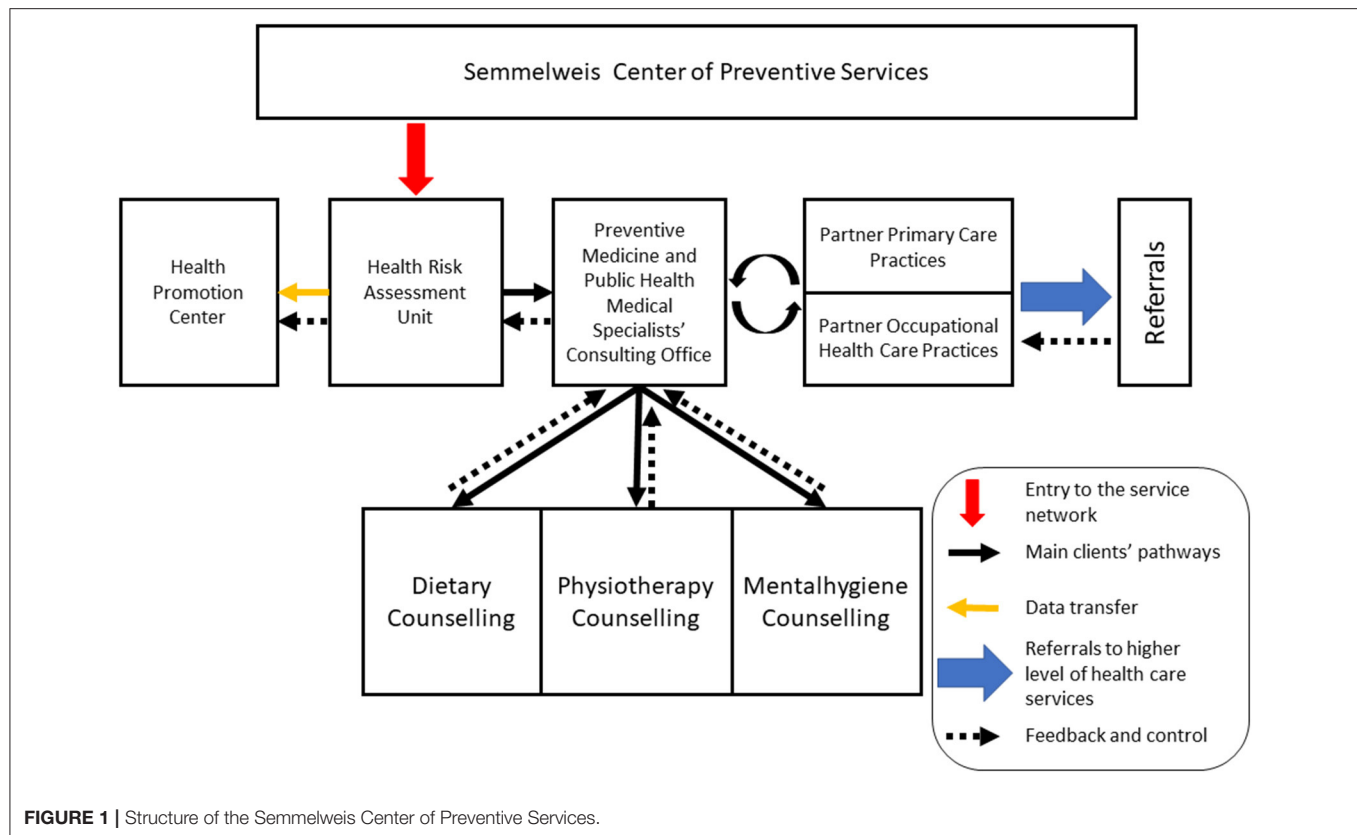 Semmelweis Center of Preventive Services
Health
Promotion
Center
Health Risk
Assessment
Unit
Preventive
Medicine and
Public Health
Medical
Specialists’
Consulting Office
Partner Primary Care
Practices
Partner Occupational
Health Care Practices
Referrals
Dietary
Counselling
Physiotherapy
Counselling
Mentalhygiene
Counselling
Entry to the service
network
Main clients’ pathways
Data transfer
Referrals to higher
level of health care
services
Feedback and control
FIGURE 1 | Structure of the Semmelweis Center of Preventive Services.